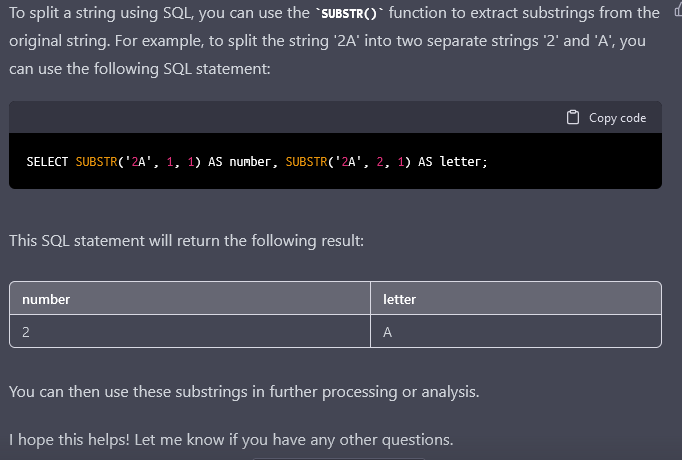 To split a string using SQL, you can use the `SUBSTR()` function to extract substrings from the
original string. For example, to split the string '2A' into two separate strings '2' and 'A', you
can use the following SQL statement:
Copy code
SELECT SUBSTR('2A', 1, 1) AS number, SUBSTR('2A', 2, 1) AS letter;
This SQL statement will return the following result:
number letter
2 A
You can then use these substrings in further processing or analysis.
I hope this helps! Let me know if you have any other questions.